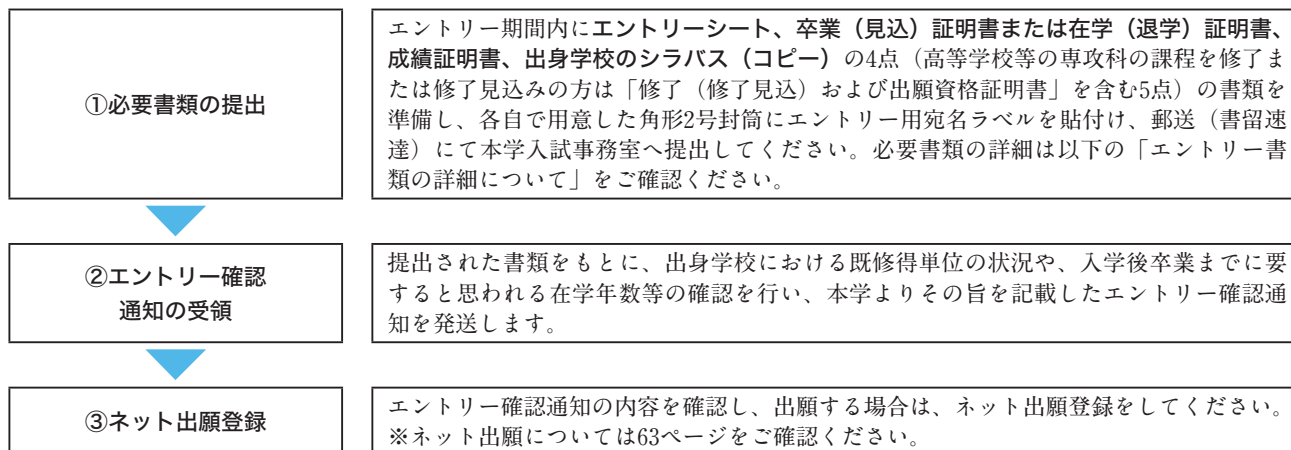 ①必要書類の提出
エントリー期間内にエントリーシート、卒業（見込）証明書または在学（退学）証明書、
成績証明書、出身学校のシラバス（コピー）の4点（高等学校等の専攻科の課程を修了ま
たは修了見込みの方は「修了（修了見込）および出願資格証明書」を含む5点）の書類を
準備し、各自で用意した角形2号封筒にエントリー用宛名ラベルを貼付け、郵送（書留速
達）にて本学入試事務室へ提出してください。必要書類の詳細は以下の「エントリー書
類の詳細について」をご確認ください。
②エントリー確認
通知の受領
提出された書類をもとに、出身学校における既修得単位の状況や、入学後卒業までに要
すると思われる在学年数等の確認を行い、本学よりその旨を記載したエントリー確認通
知を発送します。
③ネット出願登録
エントリー確認通知の内容を確認し、出願する場合は、ネット出願登録をしてください。
※ネット出願については63ページをご確認ください。